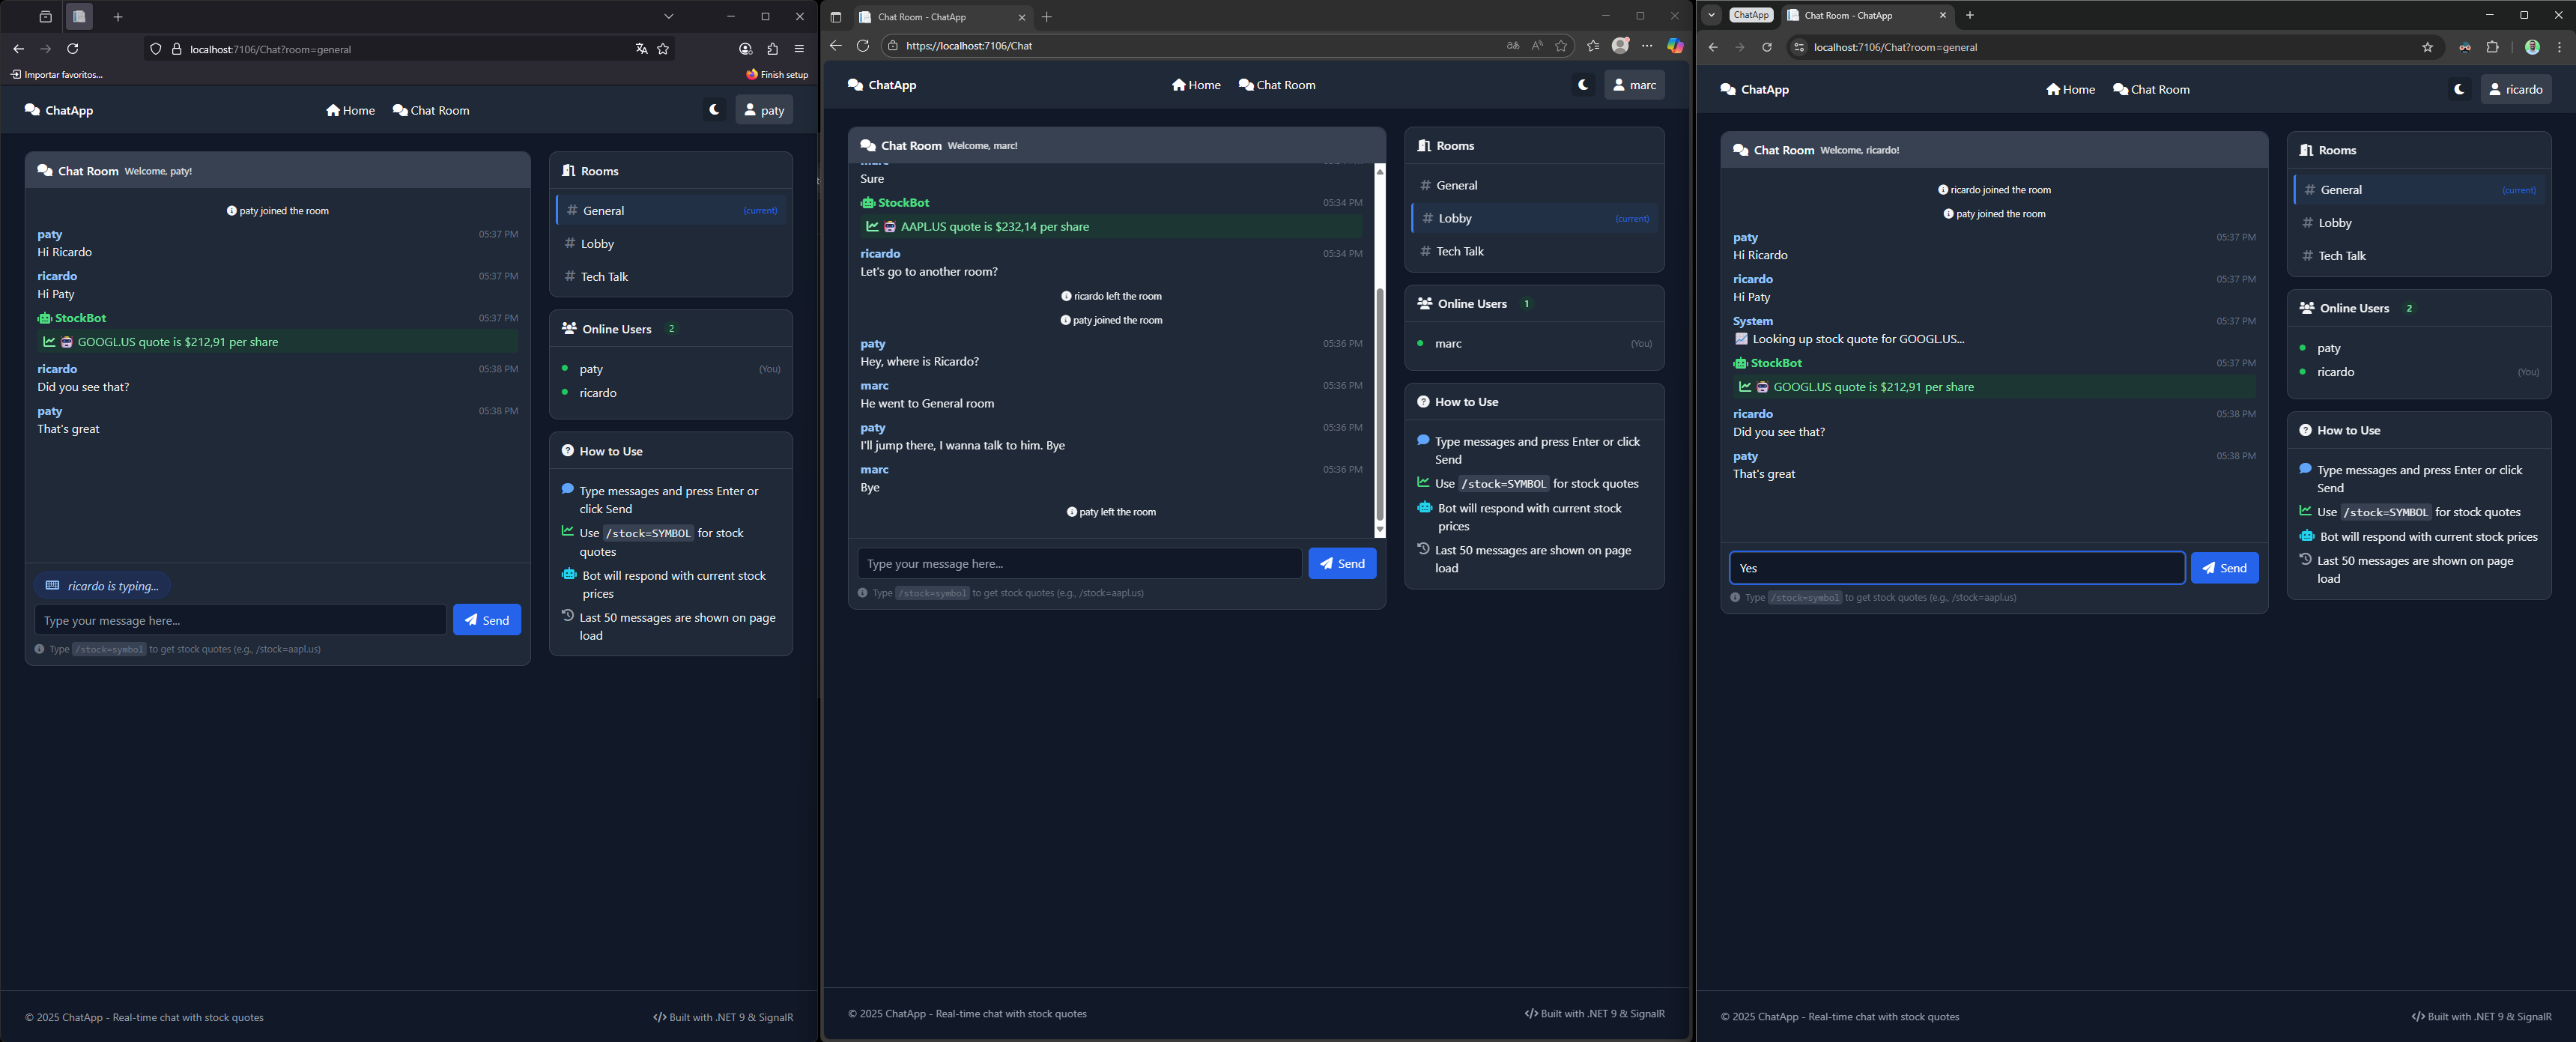 localhost:7106/Chat?room=general
Importar favoritos...
Finish setup
ChatApp
Home
Chat Room
paty
Chat Room Welcome, paty!
paty joined the room
paty 05:37 PM
Hi Ricardo
ricardo 05:37 PM
Hi Paty
StockBot 05:37 PM
GOOGL.US quote is $212,91 per share
ricardo 05:38 PM
Did you see that?
paty 05:38 PM
That's great
ricardo is typing...
Type your message here...
Send
Type /stock=symbol to get stock quotes (e.g., /stock=aapl.us)
Rooms
# General (current)
# Lobby
# Tech Talk
Online Users 2
paty (You)
ricardo
How to Use
Type messages and press Enter or
click Send
Use /stock=SYMBOL for stock
quotes
Bot will respond with current stock
prices
Last 50 messages are shown on page
load
© 2025 ChatApp - Real-time chat with stock quotes
</> Built with .NET 9 & SignalR
Chat Room - ChatApp
https://localhost:7106/Chat
ChatApp
Home
Chat Room
marc
Chat Room Welcome, marc!
Sure
StockBot 05:34 PM
AAPL.US quote is $232,14 per share
ricardo 05:34 PM
Let's go to another room?
ricardo left the room
paty joined the room
paty 05:36 PM
Hey, where is Ricardo?
marc 05:36 PM
He went to General room
paty 05:36 PM
I'll jump there, I wanna talk to him. Bye
marc 05:36 PM
Bye
paty left the room
Type your message here...
Send
Type /stock=symbol to get stock quotes (e.g., /stock=aapl.us)
Rooms
# General
# Lobby (current)
# Tech Talk
Online Users 1
marc (You)
How to Use
Type messages and press Enter or click
Send
Use /stock=SYMBOL for stock quotes
Bot will respond with current stock
prices
Last 50 messages are shown on page
load
© 2025 ChatApp - Real-time chat with stock quotes
</> Built with .NET 9 & SignalR
ChatApp
Chat Room - ChatApp
localhost:7106/Chat?room=general
ChatApp
Home
Chat Room
ricardo
Chat Room Welcome, ricardo!
ricardo joined the room
paty joined the room
paty 05:37 PM
Hi Ricardo
ricardo 05:37 PM
Hi Paty
System 05:37 PM
Looking up stock quote for GOOGL.US...
StockBot 05:37 PM
GOOGL.US quote is $212,91 per share
ricardo 05:38 PM
Did you see that?
paty 05:38 PM
That's great
Yes
Send
Type /stock=symbol to get stock quotes (e.g., /stock=aapl.us)
Rooms
# General (current)
# Lobby
# Tech Talk
Online Users 2
paty
ricardo (You)
How to Use
Type messages and press Enter or click
Send
Use /stock=SYMBOL for stock quotes
Bot will respond with current stock prices
Last 50 messages are shown on page
load
© 2025 ChatApp - Real-time chat with stock quotes
</> Built with .NET 9 & SignalR